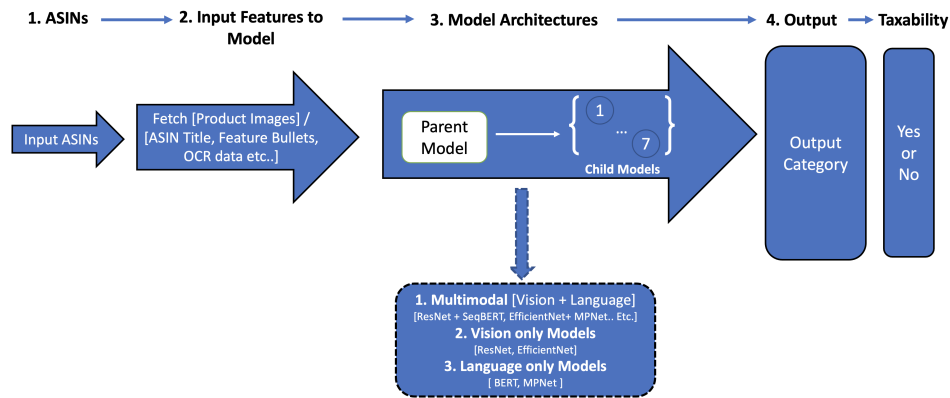 1. ASINs
2. Input Features to
Model
3. Model Architectures
4. Output
Taxability
Input ASINs
Fetch [Product Images] /
[ASIN Title, Feature Bullets,
OCR data etc..]
Parent
Model
{ 1
...
7 }
Child Models
Output
Category
Yes
or
No
1. Multimodal [Vision + Language]
[ResNet + SeqBERT, EfficientNet+ MPNet.. Etc.]
2. Vision only Models
[ResNet, EfficientNet]
3. Language only Models
[ BERT, MPNet ]